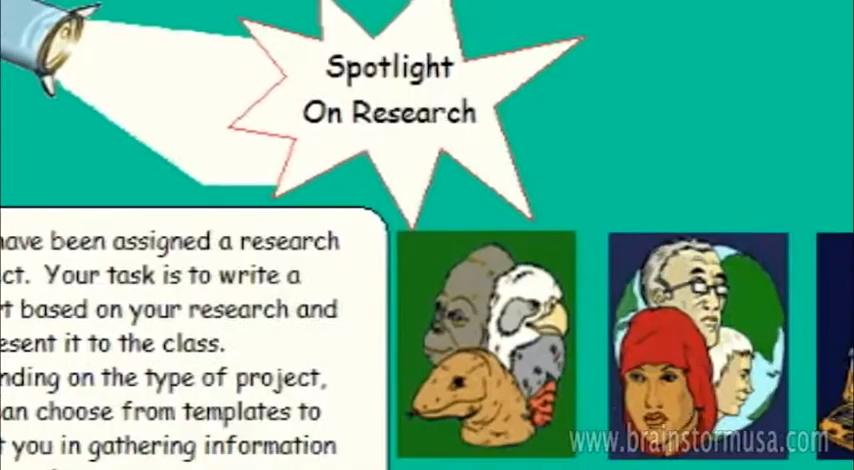 Spotlight
On Research
have been assigned a research
ct. Your task is to write a
rt based on your research and
esent it to the class.
nding on the type of project,
an choose from templates to
t you in gathering information
www.brainstormusa.com